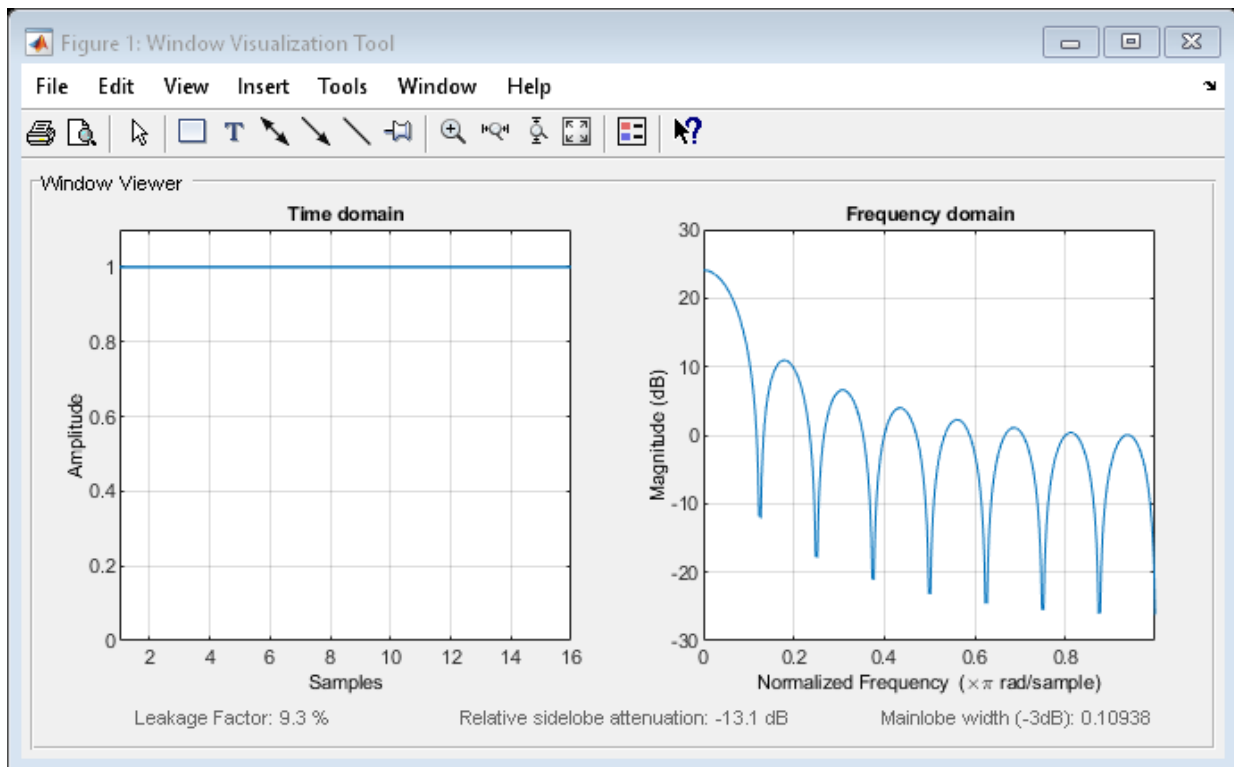 Figure 1: Window Visualization Tool
File Edit View Insert Tools Window Help
T
?
Window Viewer
Time domain
1
0.8
0.6
0.4
0.2
0
Amplitude
2 4 6 8 10 12 14 16
Samples
Frequency domain
30
20
10
0
-10
-20
-30
Magnitude (dB)
0 0.2 0.4 0.6 0.8
Normalized Frequency (×π rad/sample)
Leakage Factor: 9.3 % Relative sidelobe attenuation: -13.1 dB Mainlobe width (-3dB): 0.10938